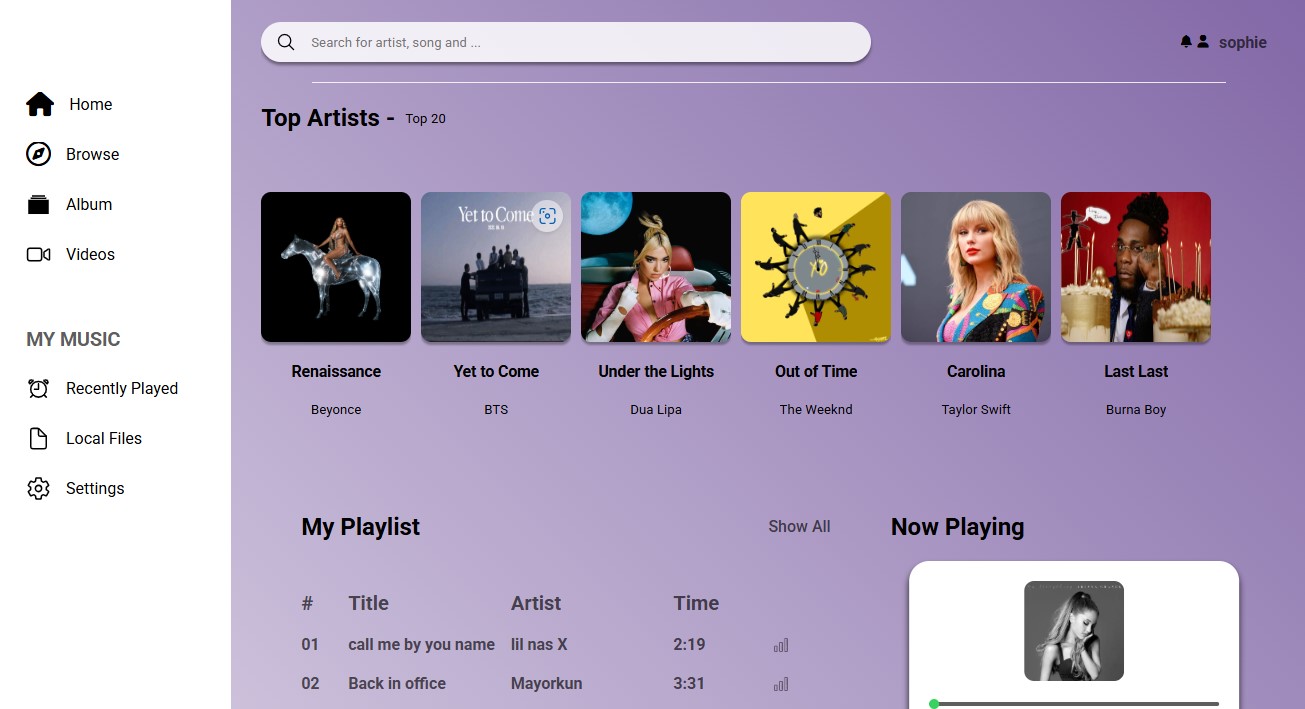 Search for artist, song and ...
sophie
Home
Browse
Album
Videos
MY MUSIC
Recently Played
Local Files
Settings
Top Artists - Top 20
Yet to Come
XO
Renaissance
Beyonce
Yet to Come
BTS
Under the Lights
Dua Lipa
Out of Time
The Weeknd
Carolina
Taylor Swift
Last Last
Burna Boy
My Playlist
Show All
# Title Artist Time
01 call me by you name lil nas X 2:19
02 Back in office Mayorkun 3:31
Now Playing